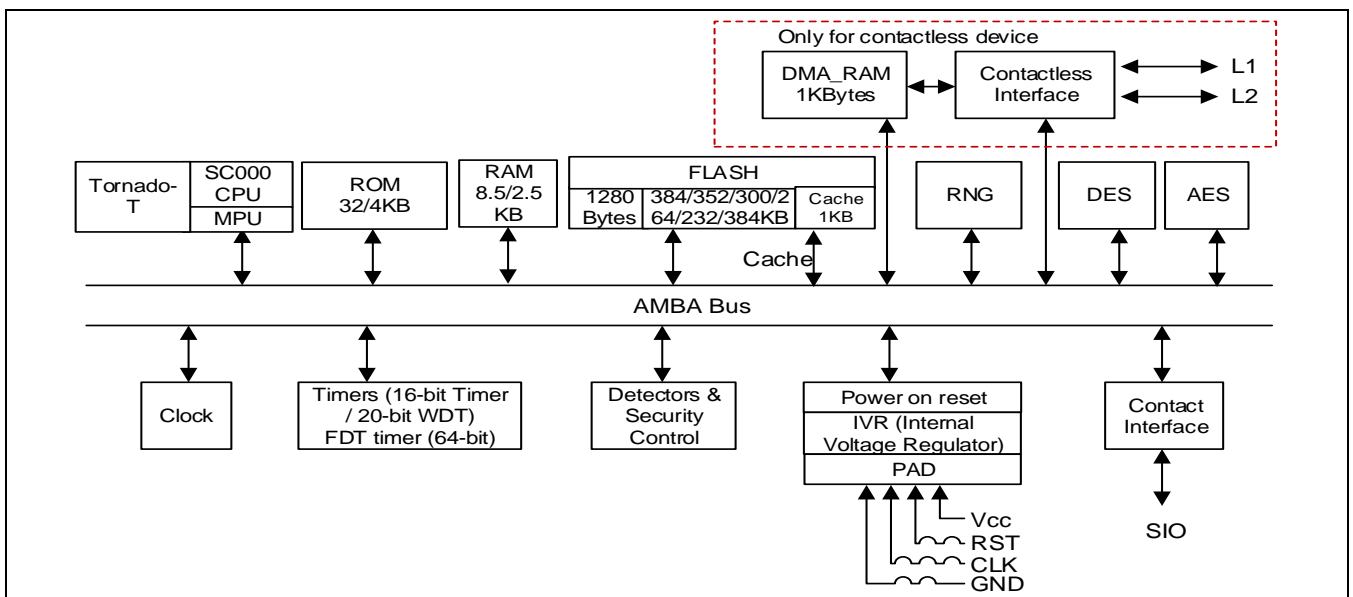 Only for contactless device
DMA_RAM
1KBytes
Contactless
Interface
L1
L2
Tornado-
T
SC000
CPU
MPU
ROM
32/4KB
RAM
8.5/2.5
KB
FLASH
1280
Bytes
384/352/300/2
64/232/384KB
Cache
1KB
RNG
DES
AES
Cache
AMBA Bus
Clock
Timers (16-bit Timer
/ 20-bit WDT)
FDT timer (64-bit)
Detectors &
Security
Control
Power on reset
IVR (Internal
Voltage Regulator)
PAD
Contact
Interface
Vcc
RST
CLK
GND
SIO